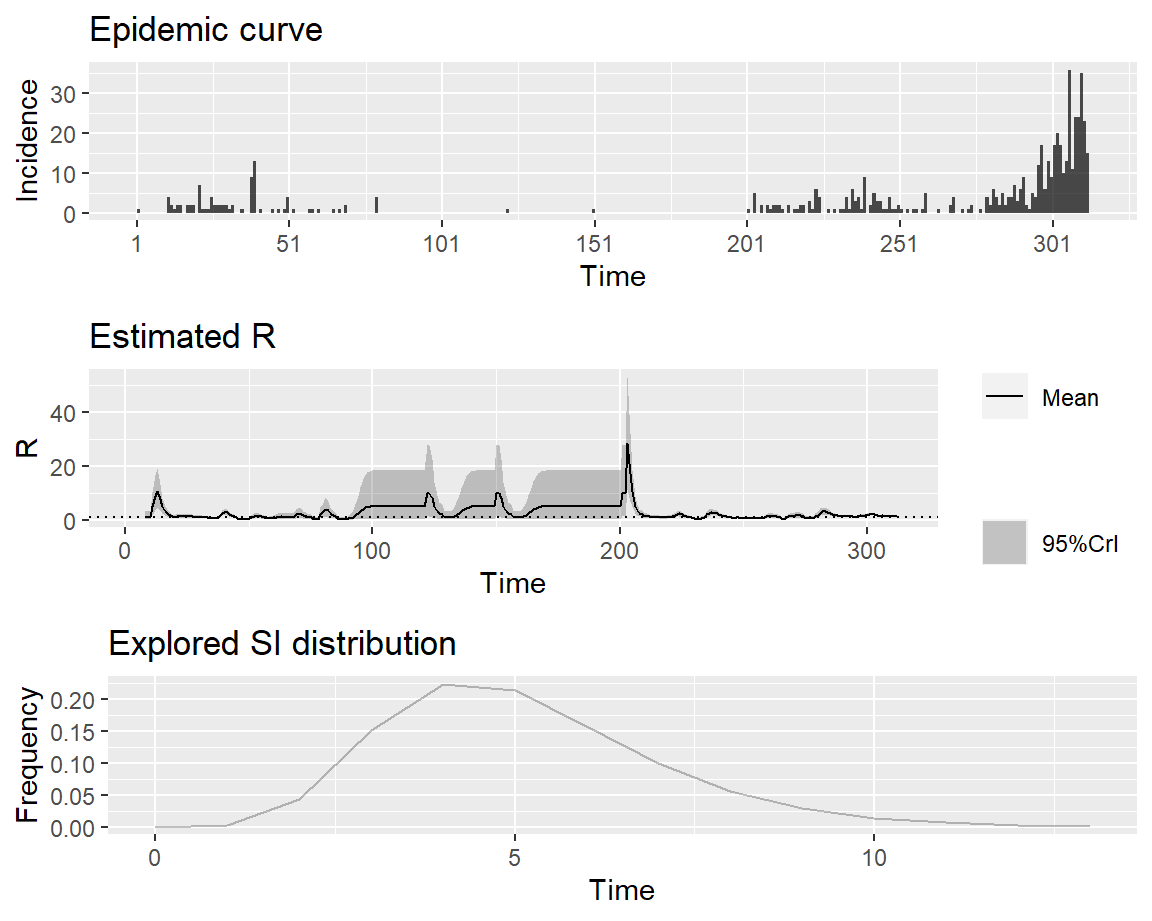 Epidemic curve
Incidence
30
20
10
0
1 51 101 151 201 251 301
Time
Estimated R
R
40
20
0
0 100 200 300
Time
Mean
95%CrI
Explored SI distribution
Frequency
0.20
0.15
0.10
0.05
0.00
0 5 10
Time